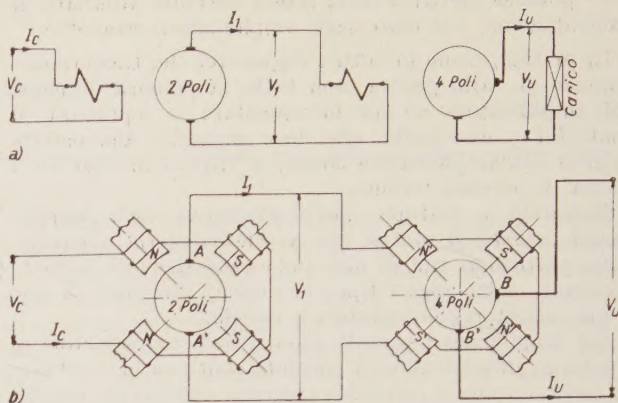 I_C
I_1
I_U
V_C
2 Poli
V_1
4 Poli
V_U
Carico
a)
I_1
N
S
A
N'
S'
V_C
2 Poli
V_1
4 Poli
B
V_U
I_C
N
A'
S
S'
B'
N'
I_U
b)